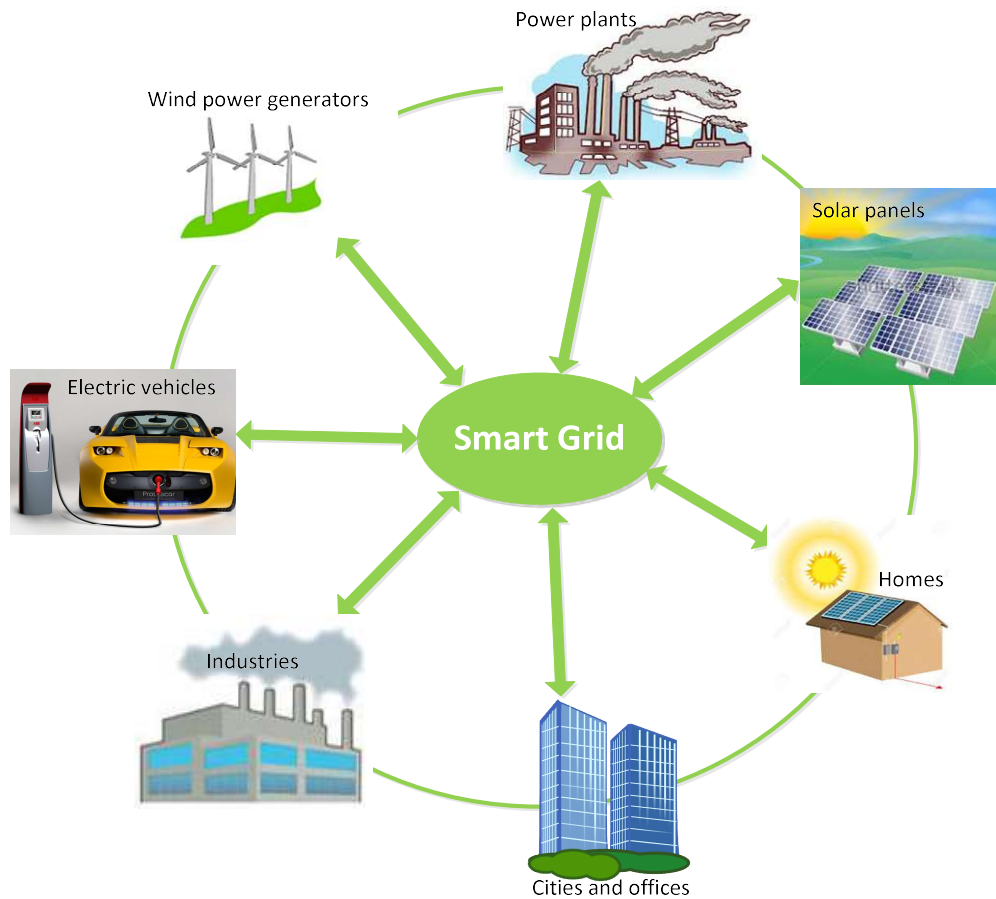 Power plants
Wind power generators
Solar panels
Electric vehicles
Smart Grid
Homes
Industries
Cities and offices